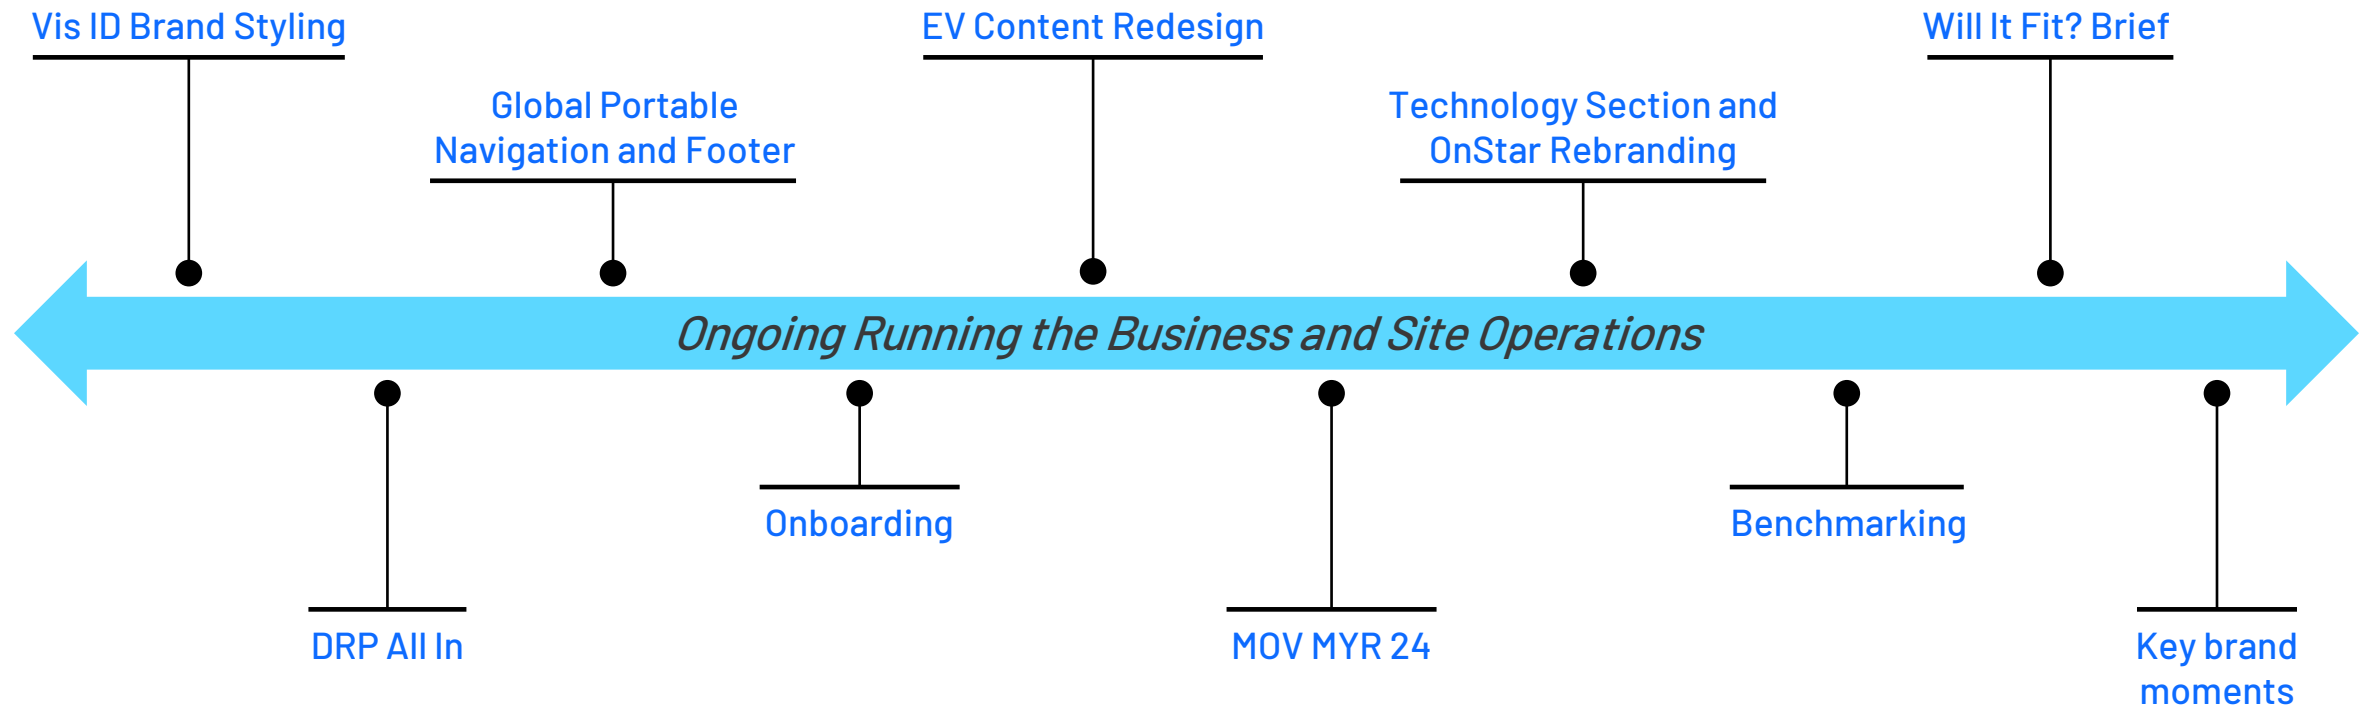 Vis ID Brand Styling
EV Content Redesign
Will It Fit? Brief
Global Portable
Navigation and Footer
Technology Section and
OnStar Rebranding
Ongoing Running the Business and Site Operations
Onboarding
Benchmarking
DRP All In
MOV MYR 24
Key brand
moments